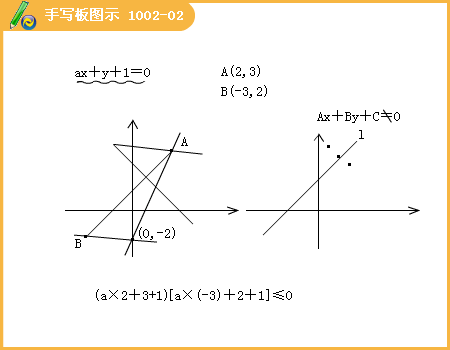 手写板图示 1002-02
ax+y+1=0
A(2,3)
B(-3,2)
Ax+By+C≠0
l
A
B
(0,-2)
(a×2+3+1)[a×(-3)+2+1]≤0